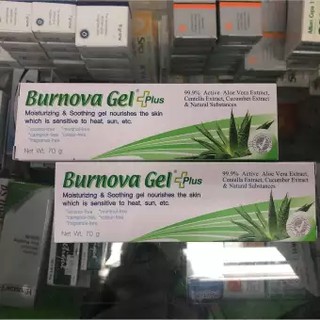 Burnova Gel Plus
Moisturizing & Soothing gel nourishes the skin
which is sensitive to heat, sun, etc.
Net Wt. 70 g
99.9% Active Aloe Vera Extract,
Centella Extract, Cucumber Extract
& Natural Substances
Burnova Gel Plus
Moisturizing & Soothing gel nourishes the skin
which is sensitive to heat, sun, etc.
Net Wt. 70 g
99.9% Active Aloe Vera Extract,
Centella Extract, Cucumber Extract
& Natural Substances